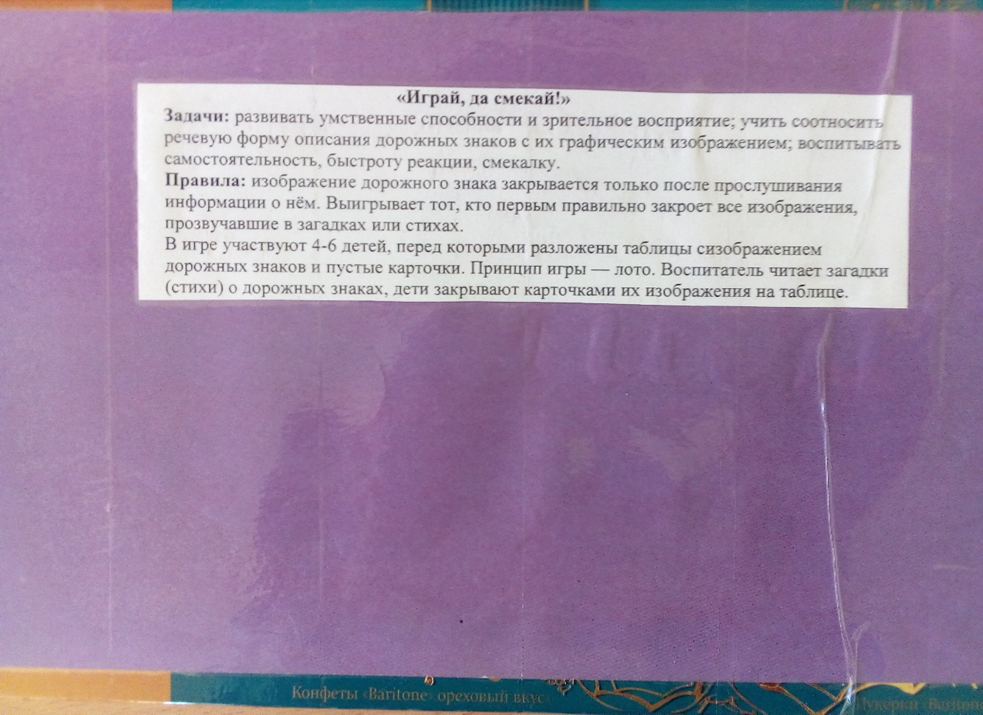 «Играй, да смекай!»
Задачи: развивать умственные способности и зрительное восприятие; учить соотносить
речевую форму описания дорожных знаков с их графическим изображением; воспитывать
самостоятельность, быстроту реакции, смекалку.
Правила: изображение дорожного знака закрывается только после прослушивания
информации о нём. Выигрывает тот, кто первым правильно закроет все изображения,
прозвучавшие в загадках или стихах.
В игре участвуют 4-6 детей, перед которыми разложены таблицы сизображением
дорожных знаков и пустые карточки. Принцип игры — лото. Воспитатель читает загадки
(стихи) о дорожных знаках, дети закрывают карточками их изображения на таблице.
Конфеты «Baritone» ореховый вкус
Цукерки